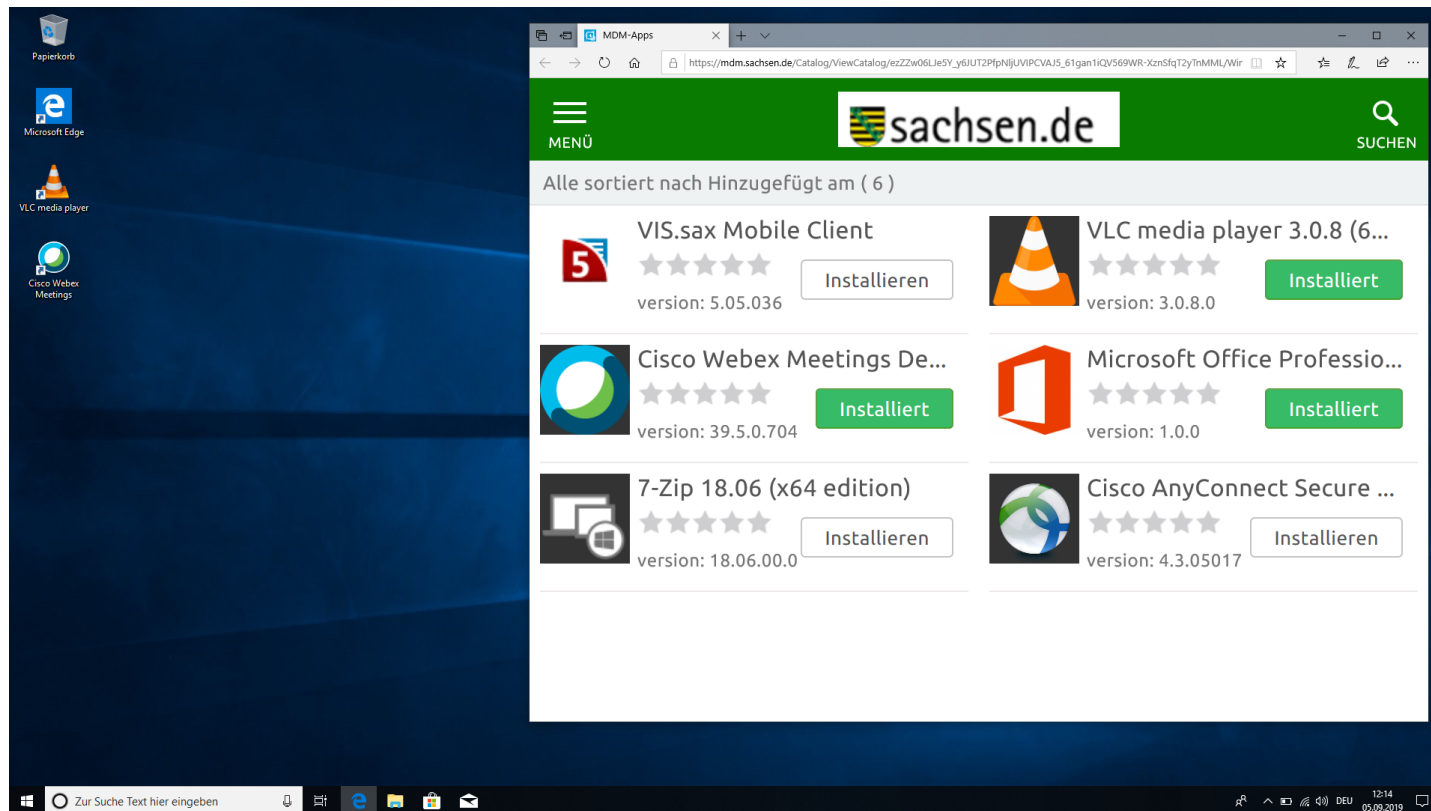 Papierkorb
Microsoft Edge
VLC media player
Cisco Webex
Meetings
MDM-Apps
https://mdm.sachsen.de/Catalog/ViewCatalog/
MENÜ
sachsen.de
SUCHEN
Alle sortiert nach Hinzugefügt am ( 6 )
5
VIS.sax Mobile Client
Installieren
version: 5.05.036
VLC media player 3.0.8 (6...
Installiert
version: 3.0.8.0
Cisco Webex Meetings De...
Installiert
version: 39.5.0.704
Microsoft Office Professio...
Installiert
version: 1.0.0
7-Zip 18.06 (x64 edition)
Installieren
version: 18.06.00.0
Cisco AnyConnect Secure ...
Installieren
version: 4.3.05017
Zur Suche Text hier eingeben
DEU
12:14
05.09.2019